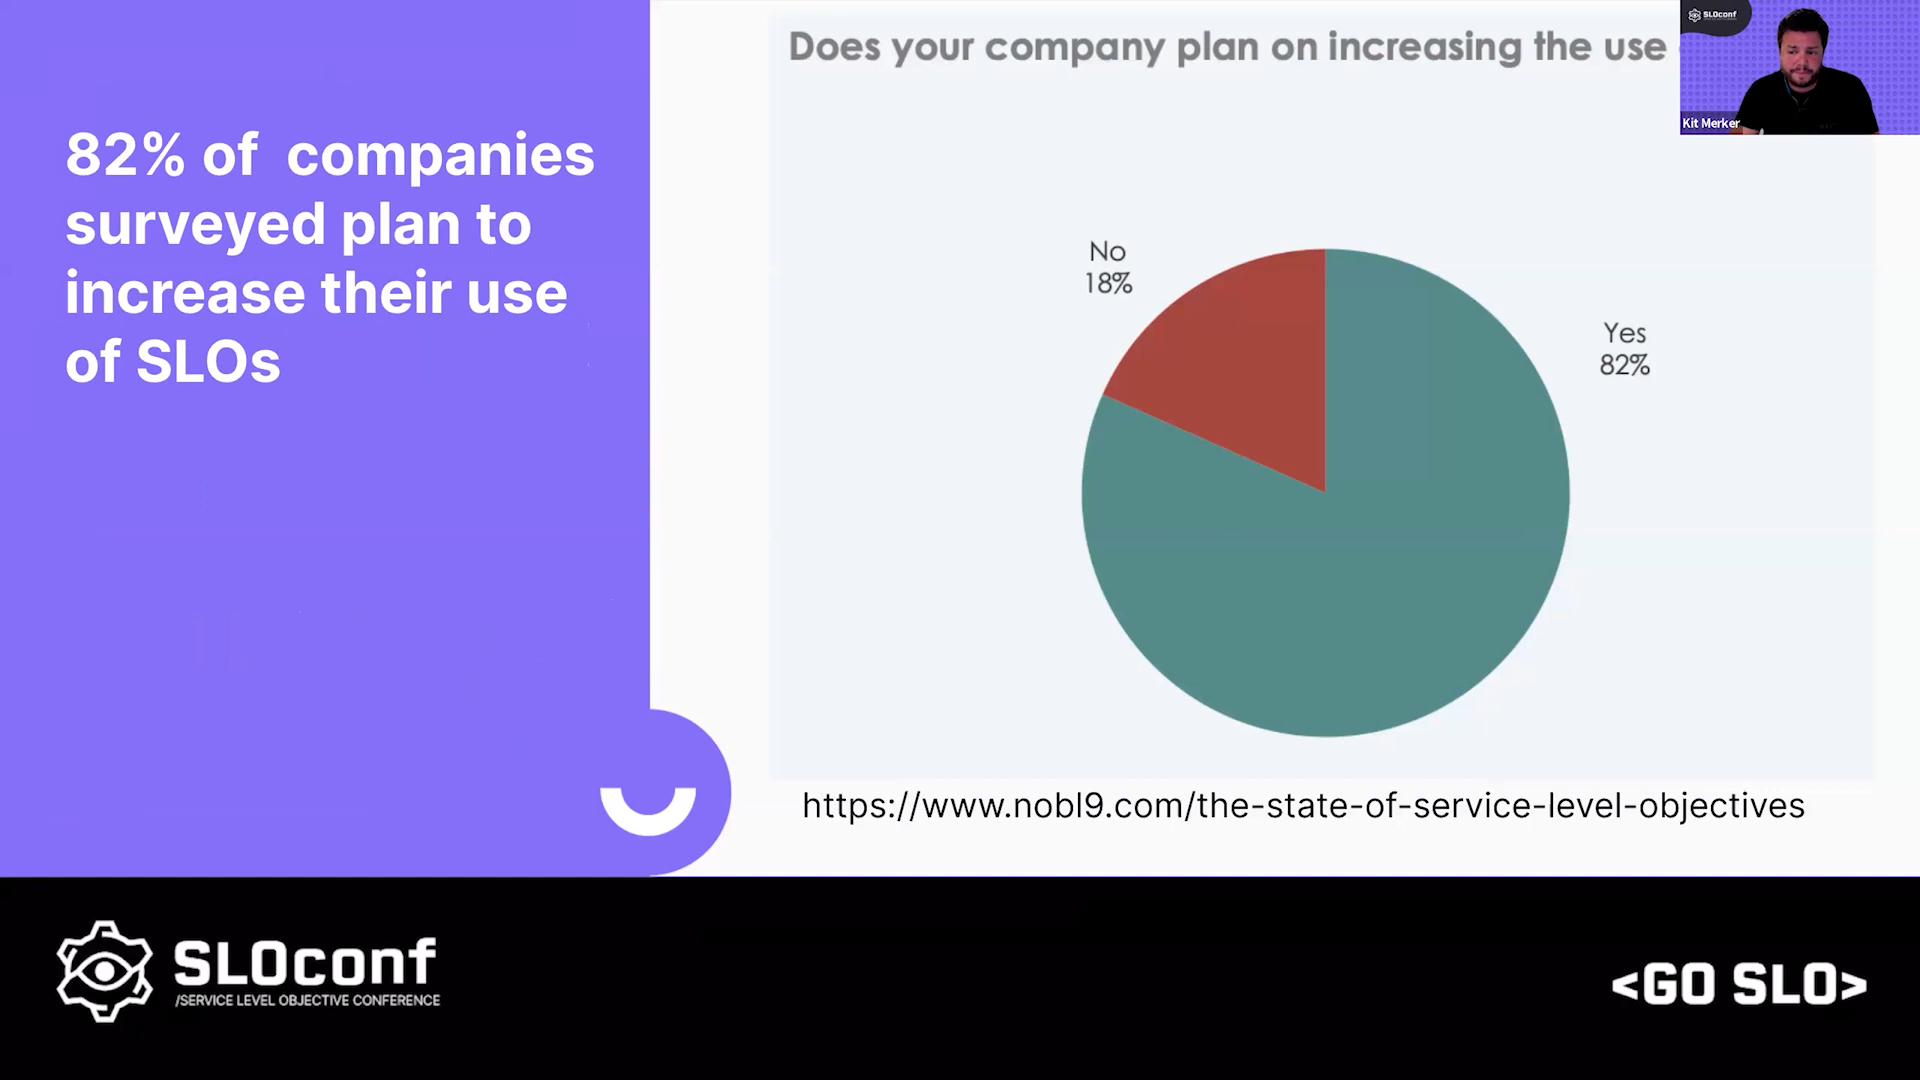 82% of  companies
surveyed plan to
increase their use
of SLOs
Does your company plan on increasing the use
No
18%
Yes
82%
https://www.nobl9.com/the-state-of-service-level-objectives
SLOconf
Kit Merker
SLOconf
/SERVICE LEVEL OBJECTIVE CONFERENCE
<GO SLO>